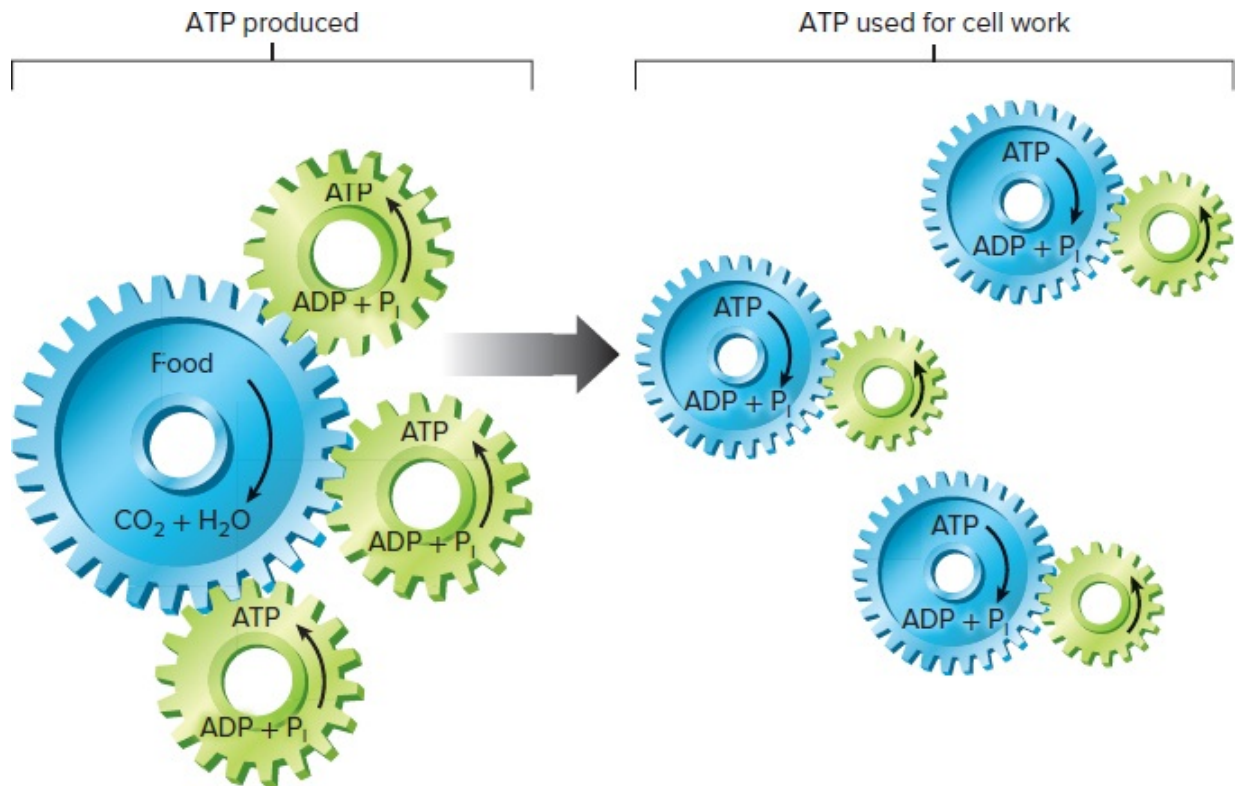 ATP produced
ATP
ADP + Pᵢ
Food
CO₂ + H₂O
ATP
ADP + Pᵢ
ATP
ADP + Pᵢ
ATP used for cell work
ATP
ADP + Pᵢ
ATP
ADP + Pᵢ
ATP
ADP + Pᵢ